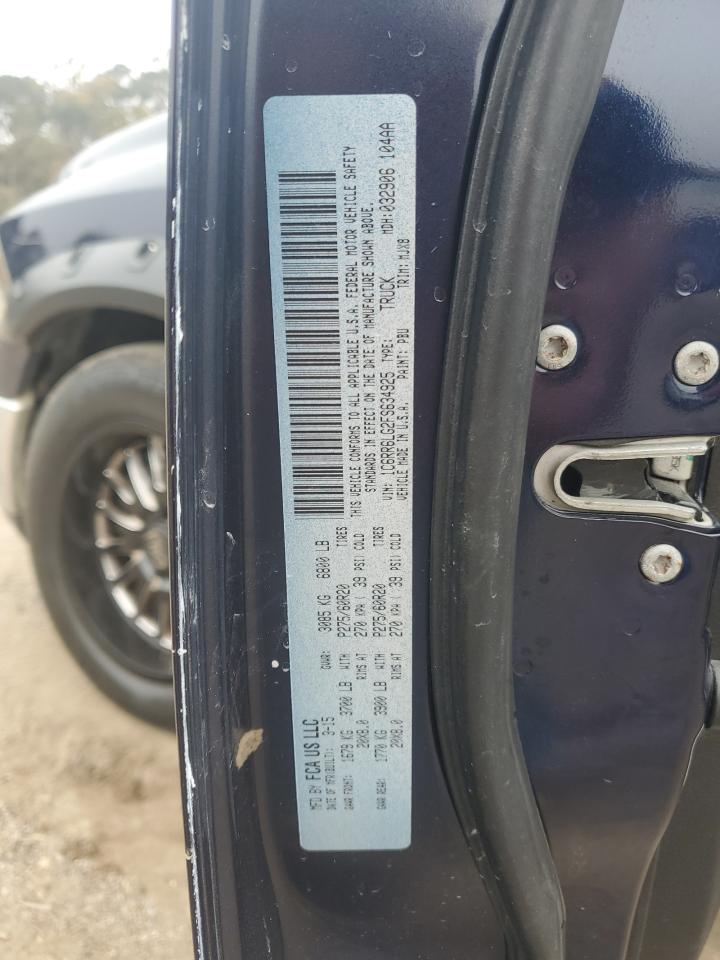 MFD BY FCA US LLC
DATE OF MFR(BUILT): 3-15 GVWR: 3085 KG 6800 LB
GAWR FRONT: 1679 KG 3700 LB WITH P275/60R20 TIRES
20X8.0 RIMS AT 270 KPA ( 39 PSI) COLD
GAWR REAR: 1770 KG 3900 LB WITH P275/60R20 TIRES
20X8.0 RIMS AT 270 KPA ( 39 PSI) COLD
THIS VEHICLE CONFORMS TO ALL APPLICABLE U.S.A. FEDERAL MOTOR VEHICLE SAFETY
STANDARDS IN EFFECT ON THE DATE OF MANUFACTURE SHOWN ABOVE.
VIN: 1C6RR6LG2FS634925 TYPE: TRUCK MDH:032906 104AA
VEHICLE MADE IN U.S.A. PAINT: PBU TRIM: MJX8